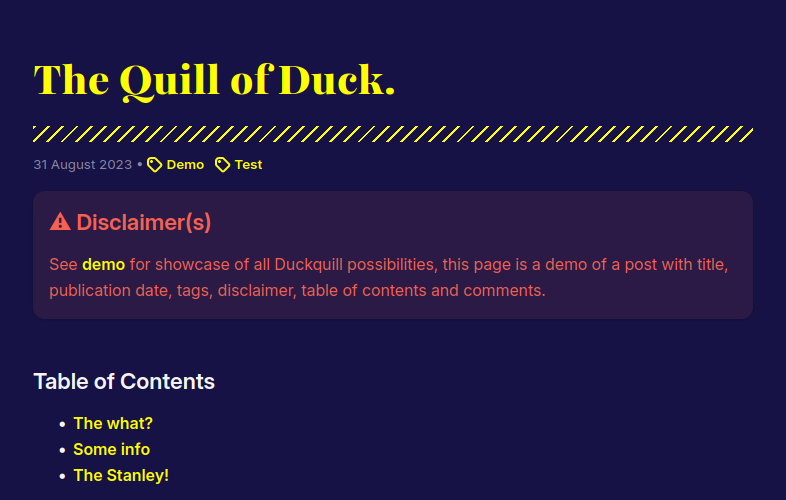 The Quill of Duck.
31 August 2023 • Demo Test
Disclaimer(s)
See demo for showcase of all Duckquill possibilities, this page is a demo of a post with title,
publication date, tags, disclaimer, table of contents and comments.
Table of Contents
• The what?
• Some info
• The Stanley!